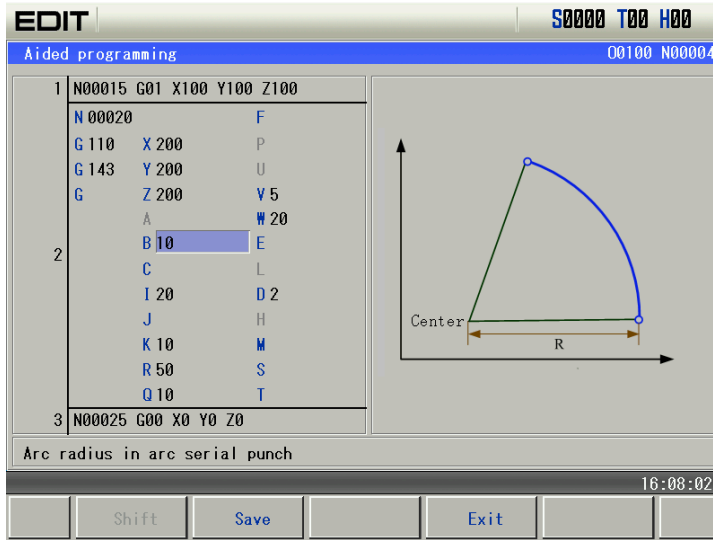 EDIT S0000 T00 H00
Aided programming O0100 N00004
1 N00015 G01 X100 Y100 Z100
N 00020 F
G 110 X 200 P
G 143 Y 200 U
G Z 200 V 5
A W 20
B 10 E
2
C L
I 20 D 2
J H
K 10 M
R 50 S
Q 10 T
3 N00025 G00 X0 Y0 Z0
Center
R
Arc radius in arc serial punch
16:08:02
Shift Save Exit